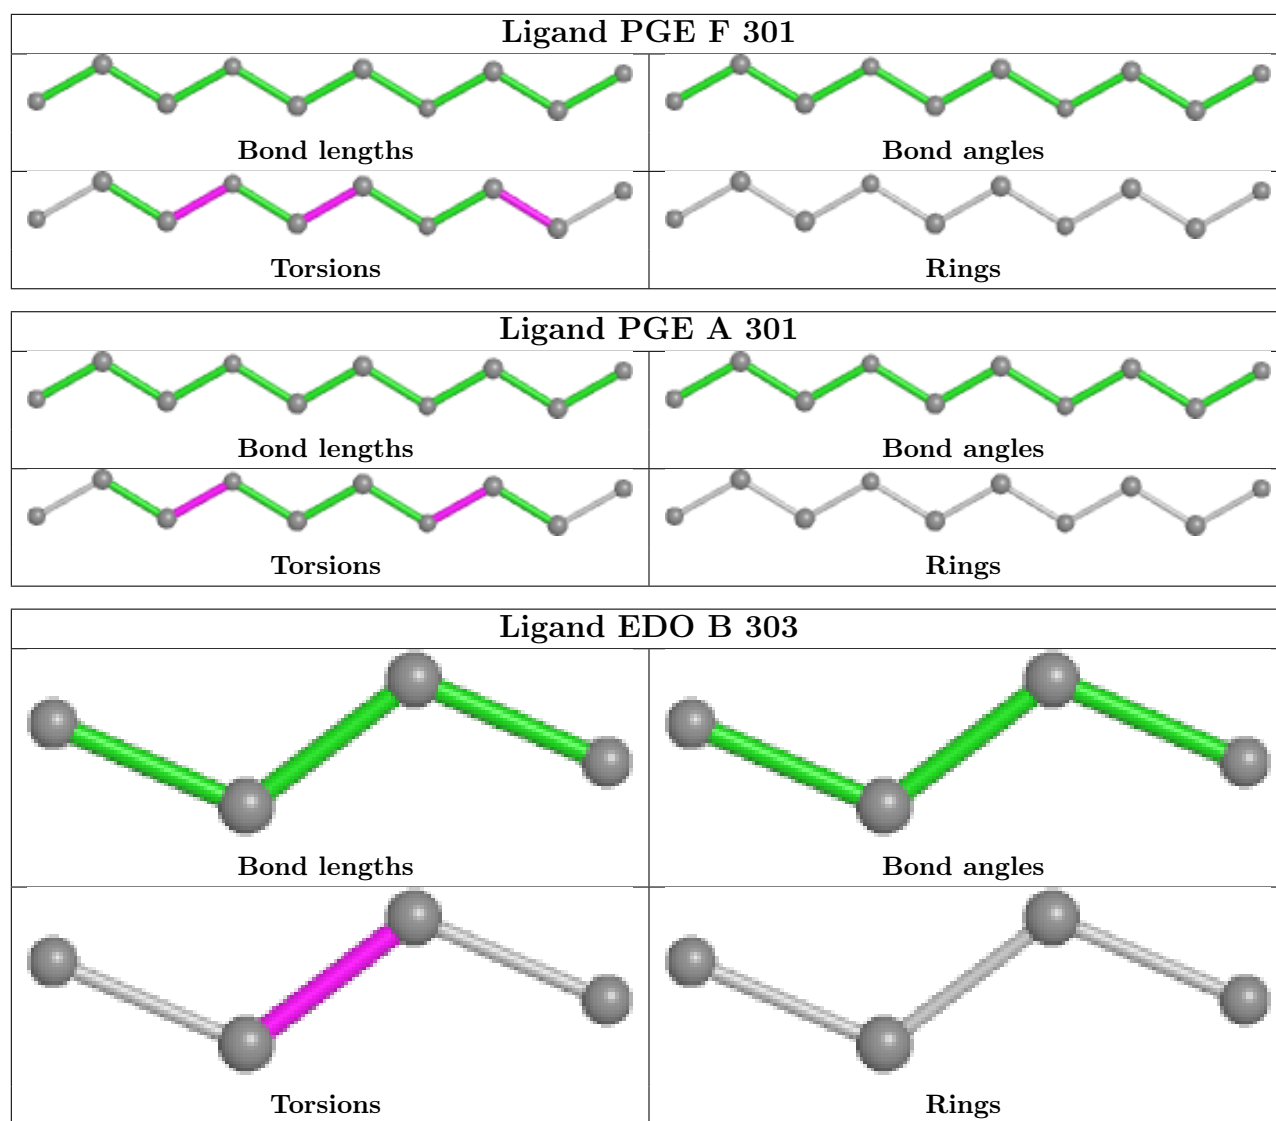 Ligand PGE F 301
Bond lengths
Bond angles
Torsions
Rings
Ligand PGE A 301
Bond lengths
Bond angles
Torsions
Rings
Ligand EDO B 303
Bond lengths
Bond angles
Torsions
Rings